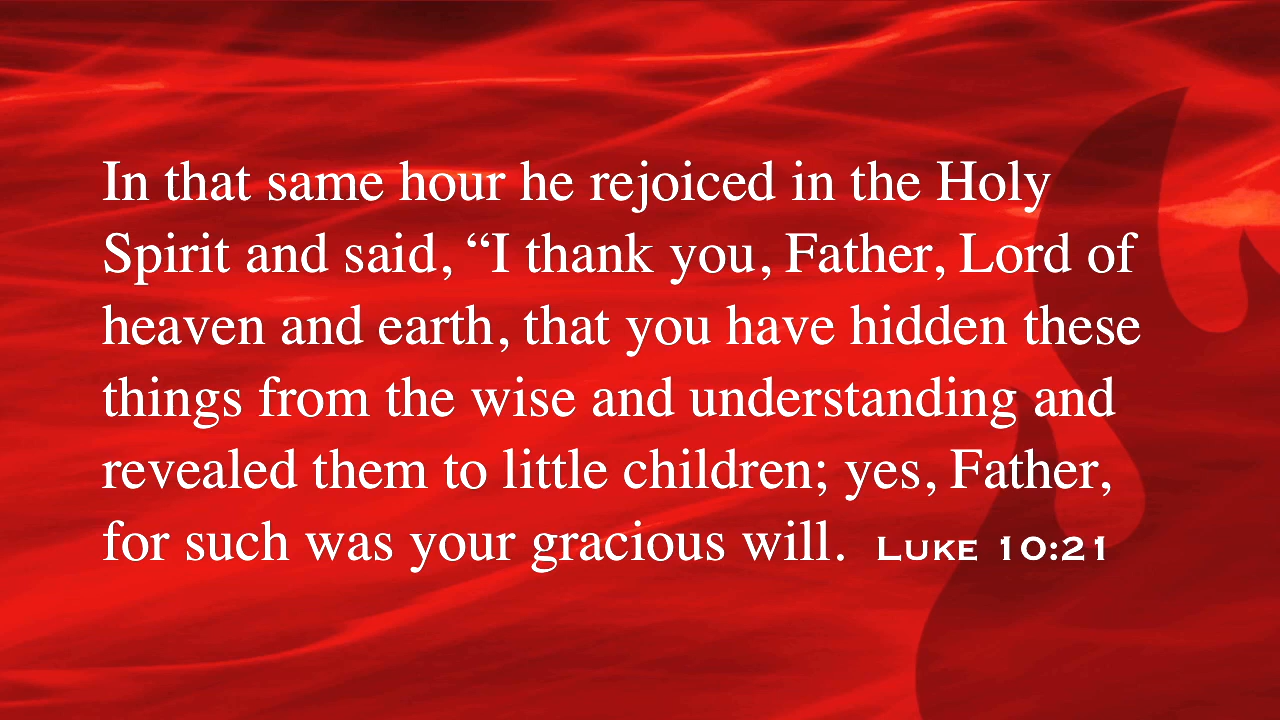 In that same hour he rejoiced in the Holy
Spirit and said, “I thank you, Father, Lord of
heaven and earth, that you have hidden these
things from the wise and understanding and
revealed them to little children; yes, Father,
for such was your gracious will. Luke 10:21